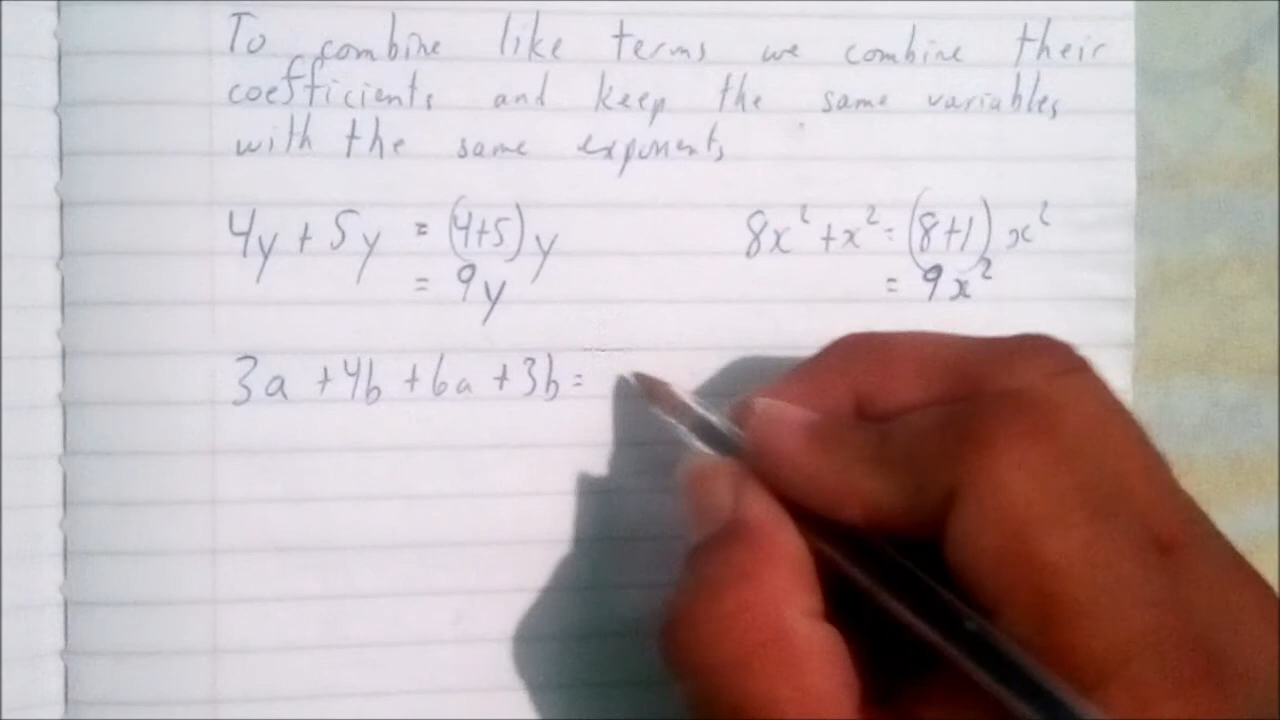 To combine like terms we combine their
coefficients and keep the same variables
with the same exponents
4y + 5y = (4+5)y
= 9y
8x² + x² = (8+1)x²
= 9x²
3a + 4b + 6a + 3b =